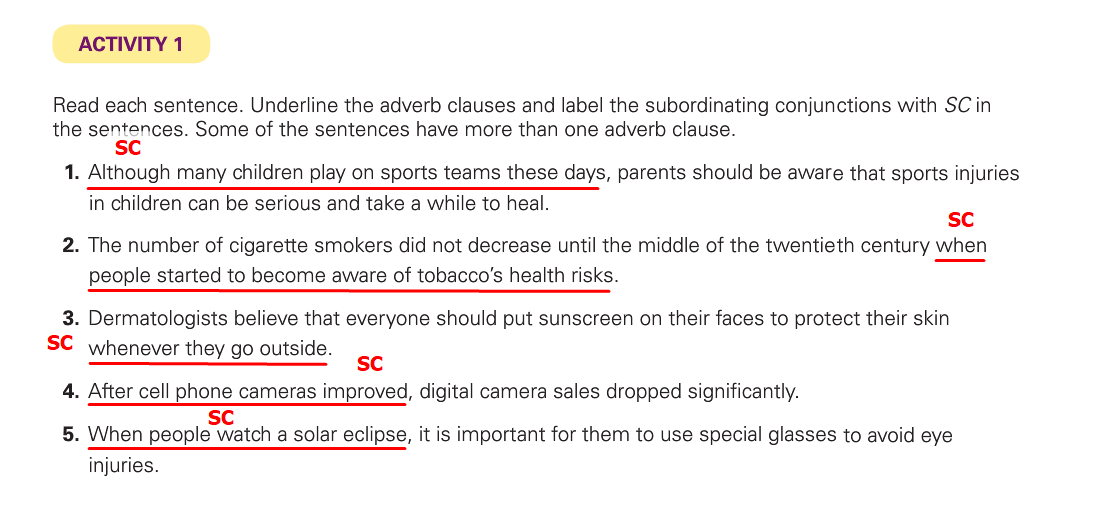 ACTIVITY 1
Read each sentence. Underline the adverb clauses and label the subordinating conjunctions with SC in
the sentences. Some of the sentences have more than one adverb clause.
SC
1. Although many children play on sports teams these days, parents should be aware that sports injuries
in children can be serious and take a while to heal.
SC
2. The number of cigarette smokers did not decrease until the middle of the twentieth century when
people started to become aware of tobacco’s health risks.
3. Dermatologists believe that everyone should put sunscreen on their faces to protect their skin
SC whenever they go outside.
SC
4. After cell phone cameras improved, digital camera sales dropped significantly.
SC
5. When people watch a solar eclipse, it is important for them to use special glasses to avoid eye
injuries.